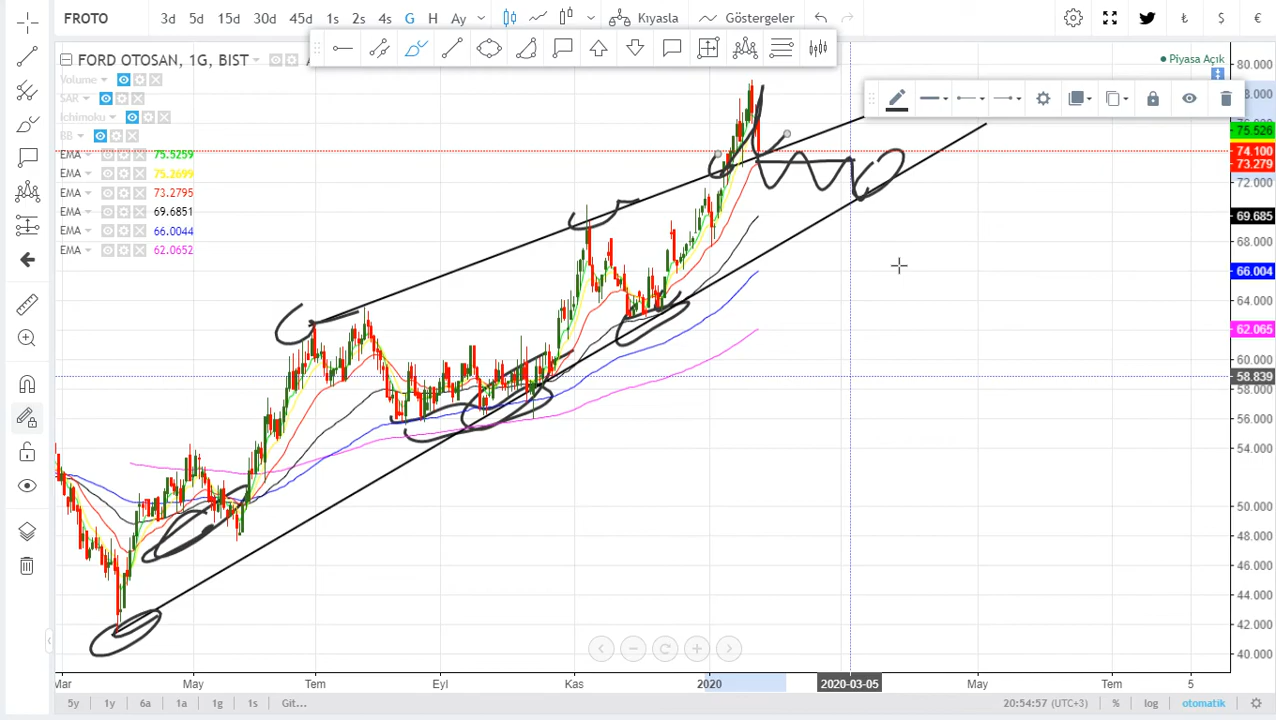 FROTO 3d 5d 15d 30d 45d 1s 2s 4s G H Ay Kıyasla Göstergeler ₺ $ €
FORD OTOSAN, 1G, BIST
Piyasa Açık
Volume
SAR
Ichimoku
BB
EMA 75.5259
EMA 75.2699
EMA 73.2795
EMA 69.6851
EMA 66.0044
EMA 62.0652
80.000
78.000
75.526
74.100
73.279
72.000
69.685
68.000
66.004
64.000
62.065
60.000
58.839
58.000
56.000
54.000
50.000
48.000
46.000
44.000
42.000
40.000
Mar May Tem Eyl Kas 2020 2020-03-05 May Tem 5
5y 1y 6a 1a 1g 1s Git... 20:54:57 (UTC+3) % log otomatik